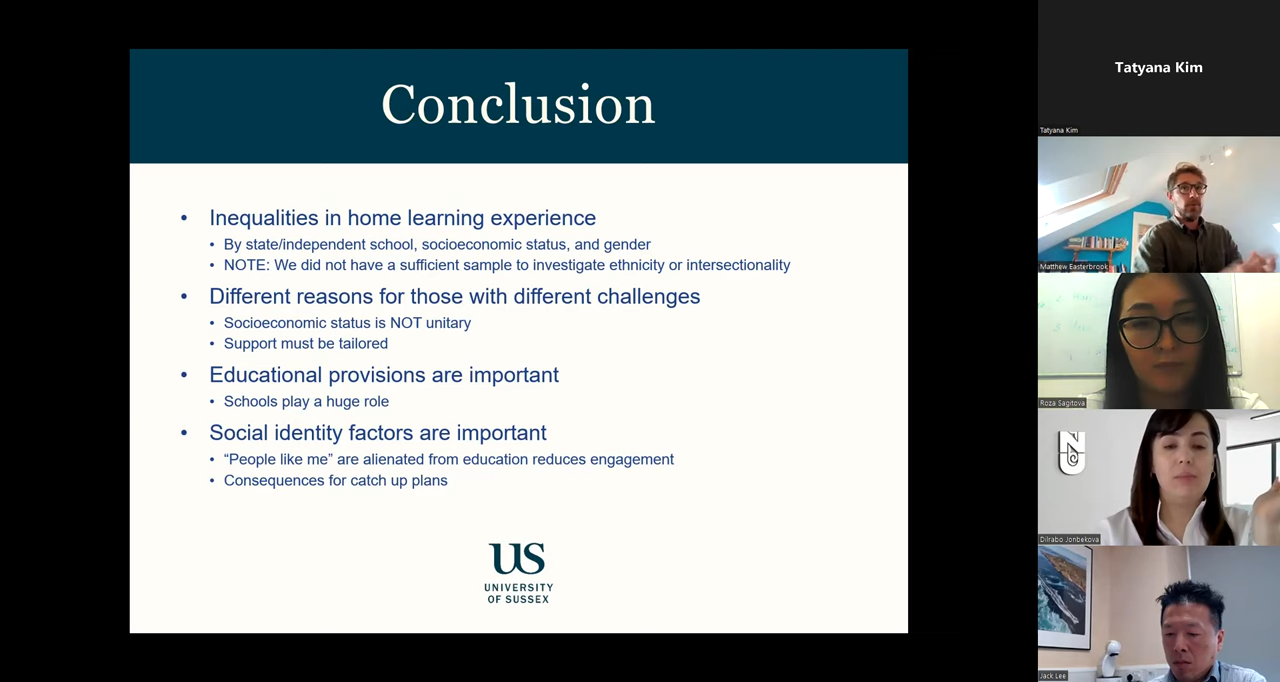 Conclusion
• Inequalities in home learning experience
• By state/independent school, socioeconomic status, and gender
• NOTE: We did not have a sufficient sample to investigate ethnicity or intersectionality
• Different reasons for those with different challenges
• Socioeconomic status is NOT unitary
• Support must be tailored
• Educational provisions are important
• Schools play a huge role
• Social identity factors are important
• “People like me” are alienated from education reduces engagement
• Consequences for catch up plans
US
UNIVERSITY
OF SUSSEX
Tatyana Kim
Tatyana Kim
Matthew Easterbrook
Roza Sagitova
Dilrabo Jonbekova
Jack Lee